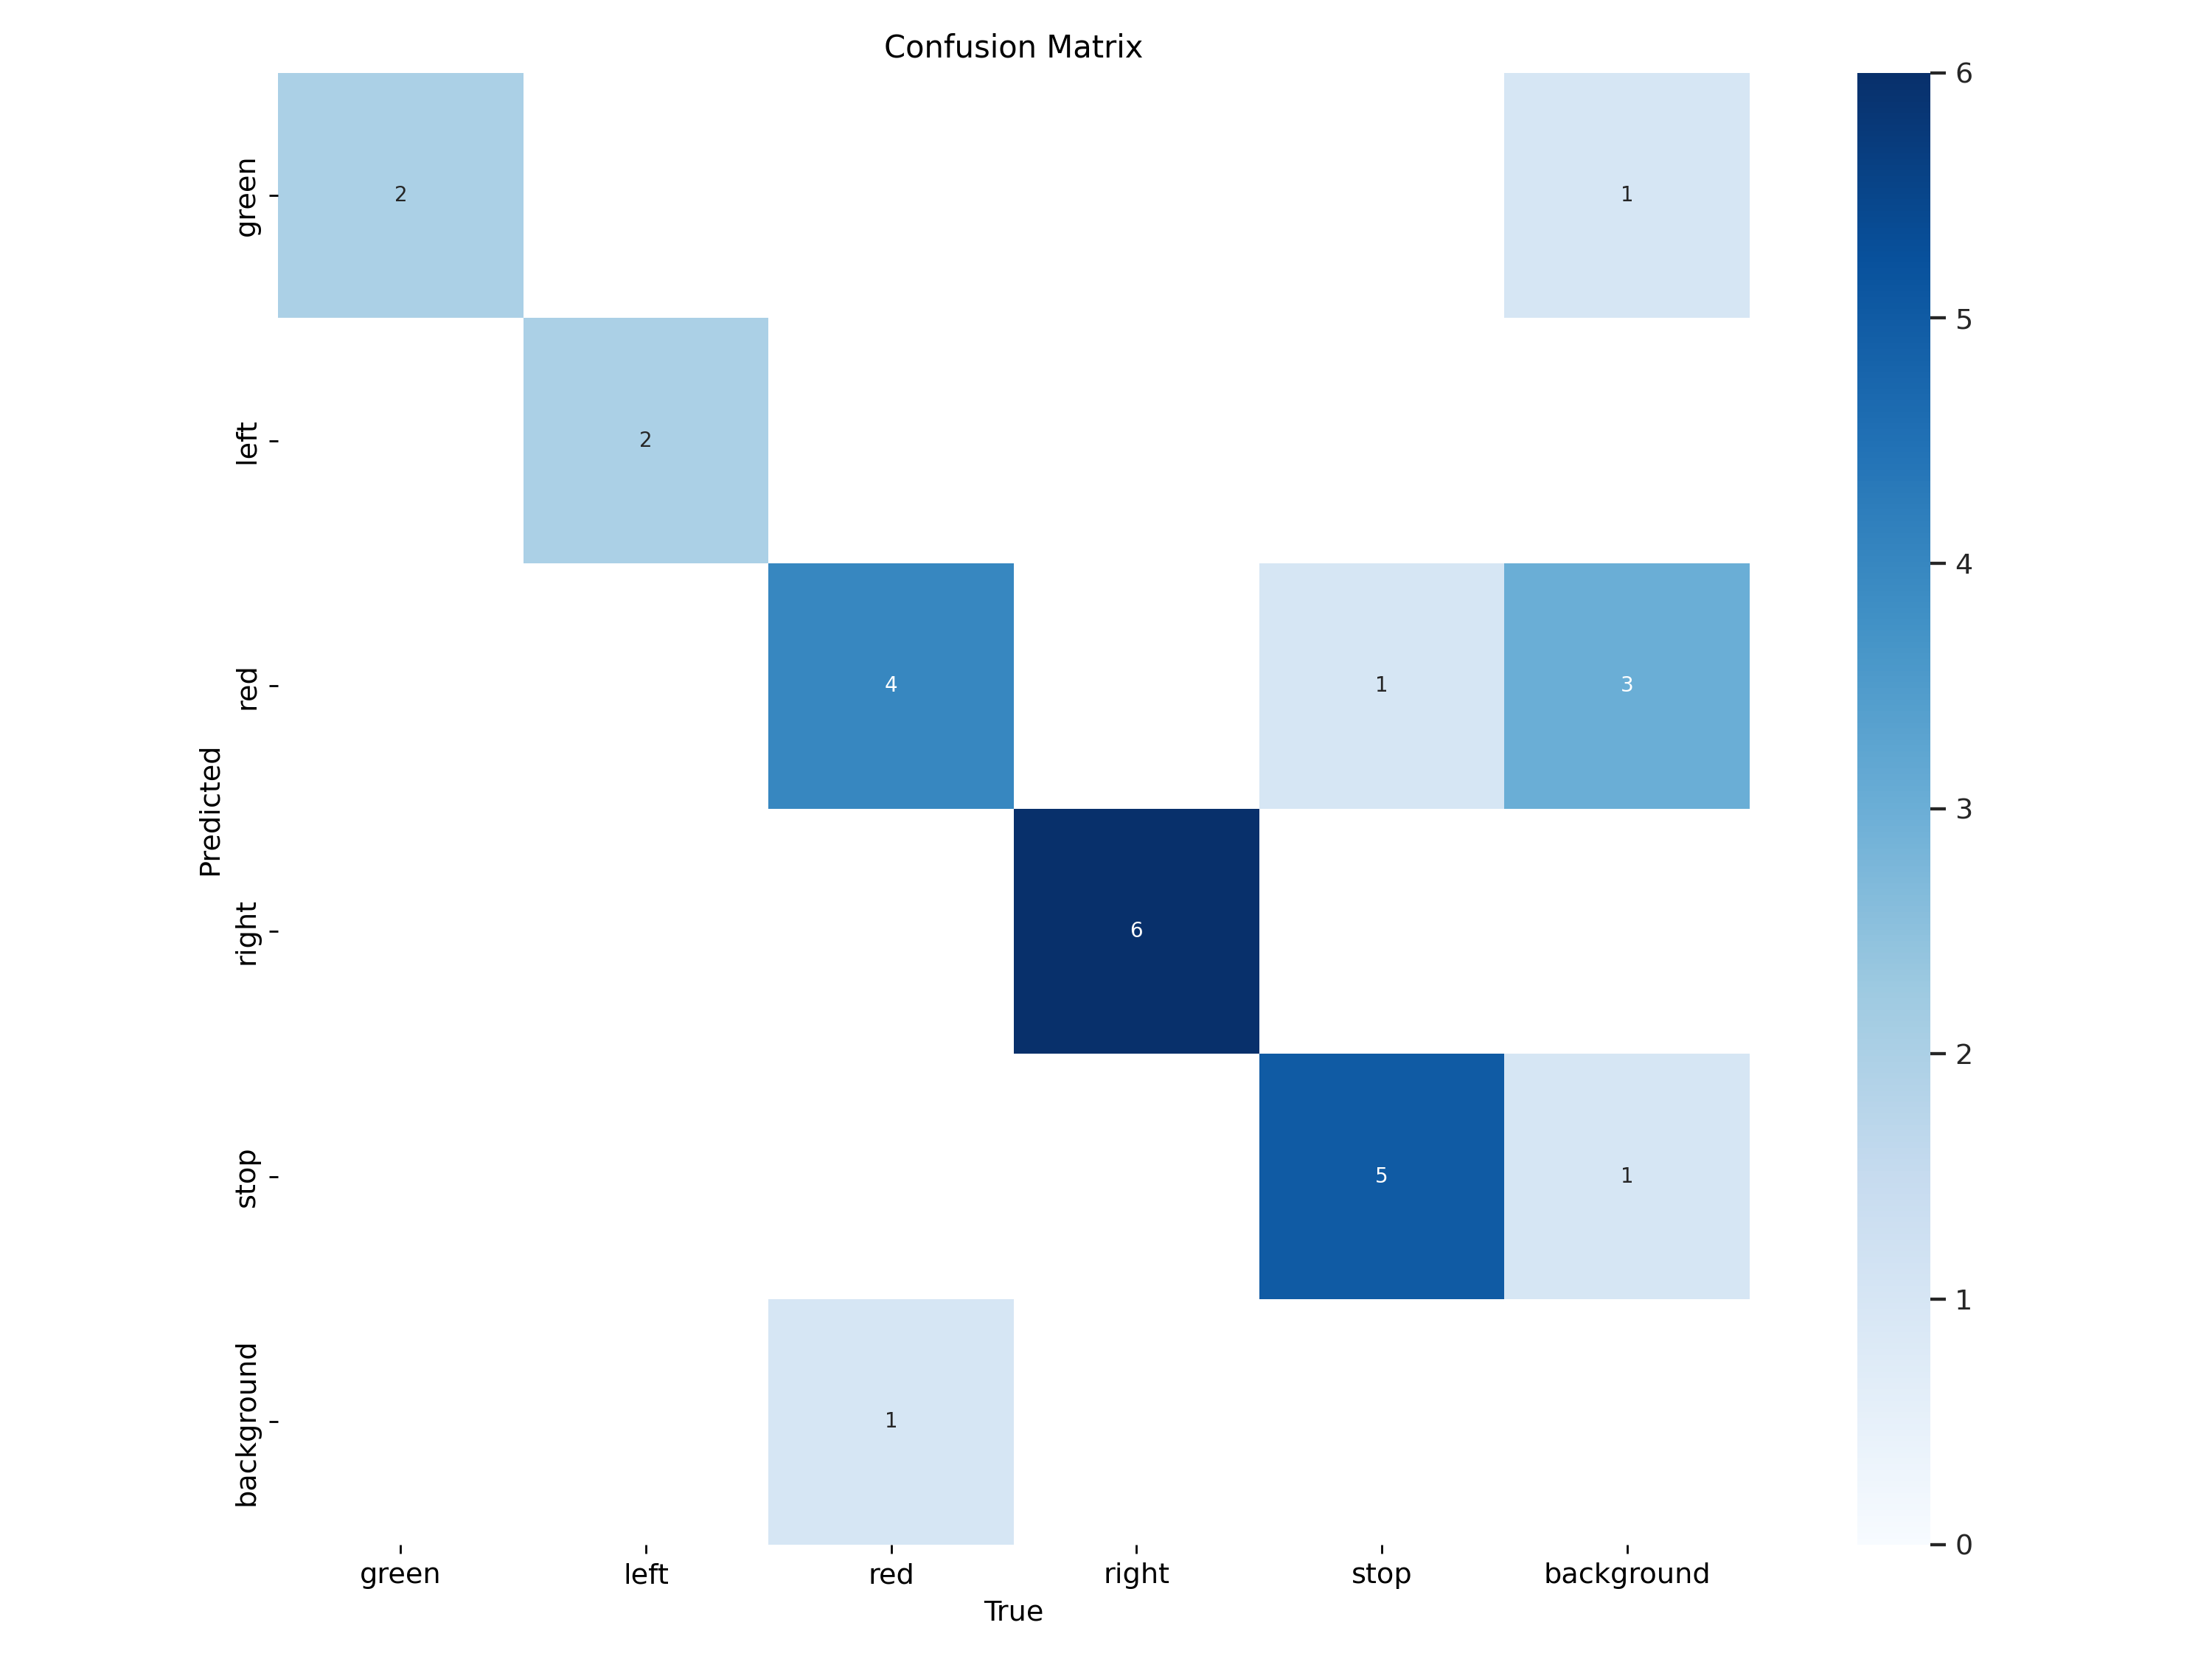 Confusion Matrix
green
left
red
right
stop
background
Predicted
2
1
2
4
1
3
6
5
1
1
green left red right stop background
True
6
5
4
3
2
1
0